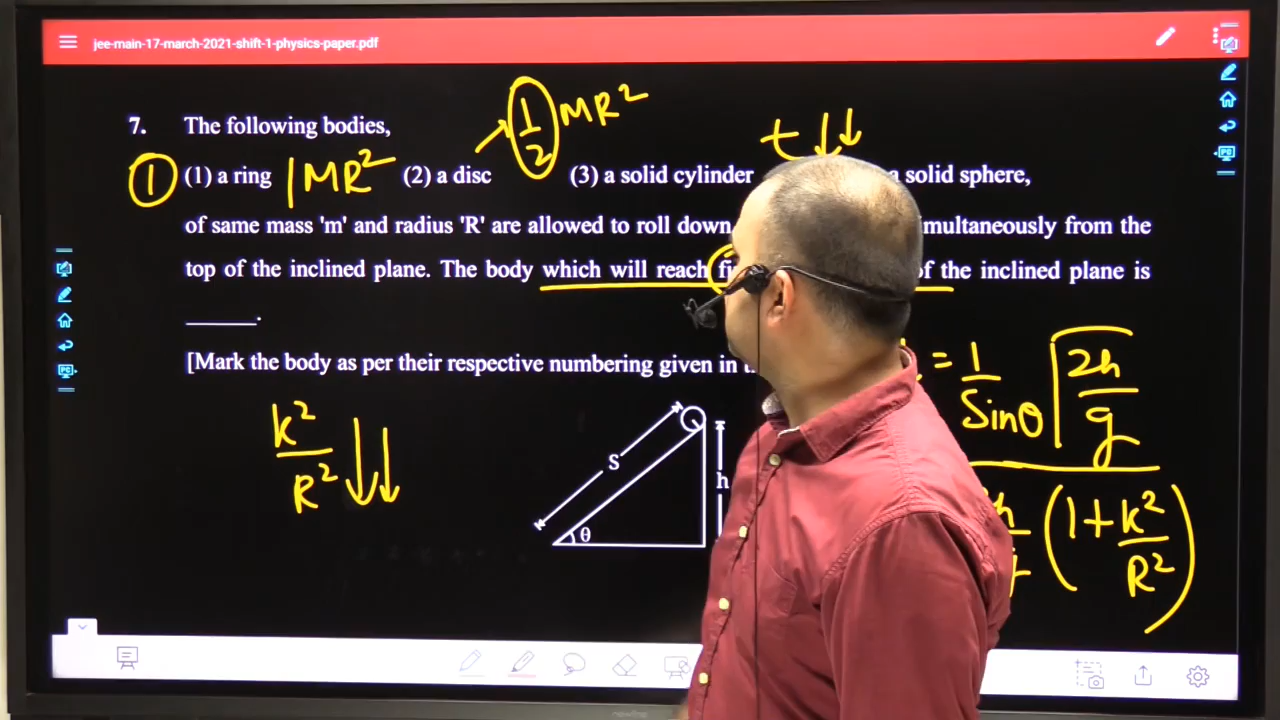 jee-main-17-march-2021-shift-1-physics-paper.pdf
7. The following bodies,
1/2 MR²
t ↓↓
① (1) a ring 1MR² (2) a disc (3) a solid cylinder a solid sphere,
of same mass 'm' and radius 'R' are allowed to roll down multaneously from the
top of the inclined plane. The body which will reach of the inclined plane is
______.
[Mark the body as per their respective numbering given in
= 1/Sinθ √2h/g
k²/R² ↓↓
S
h
θ
(1+k²/R²)